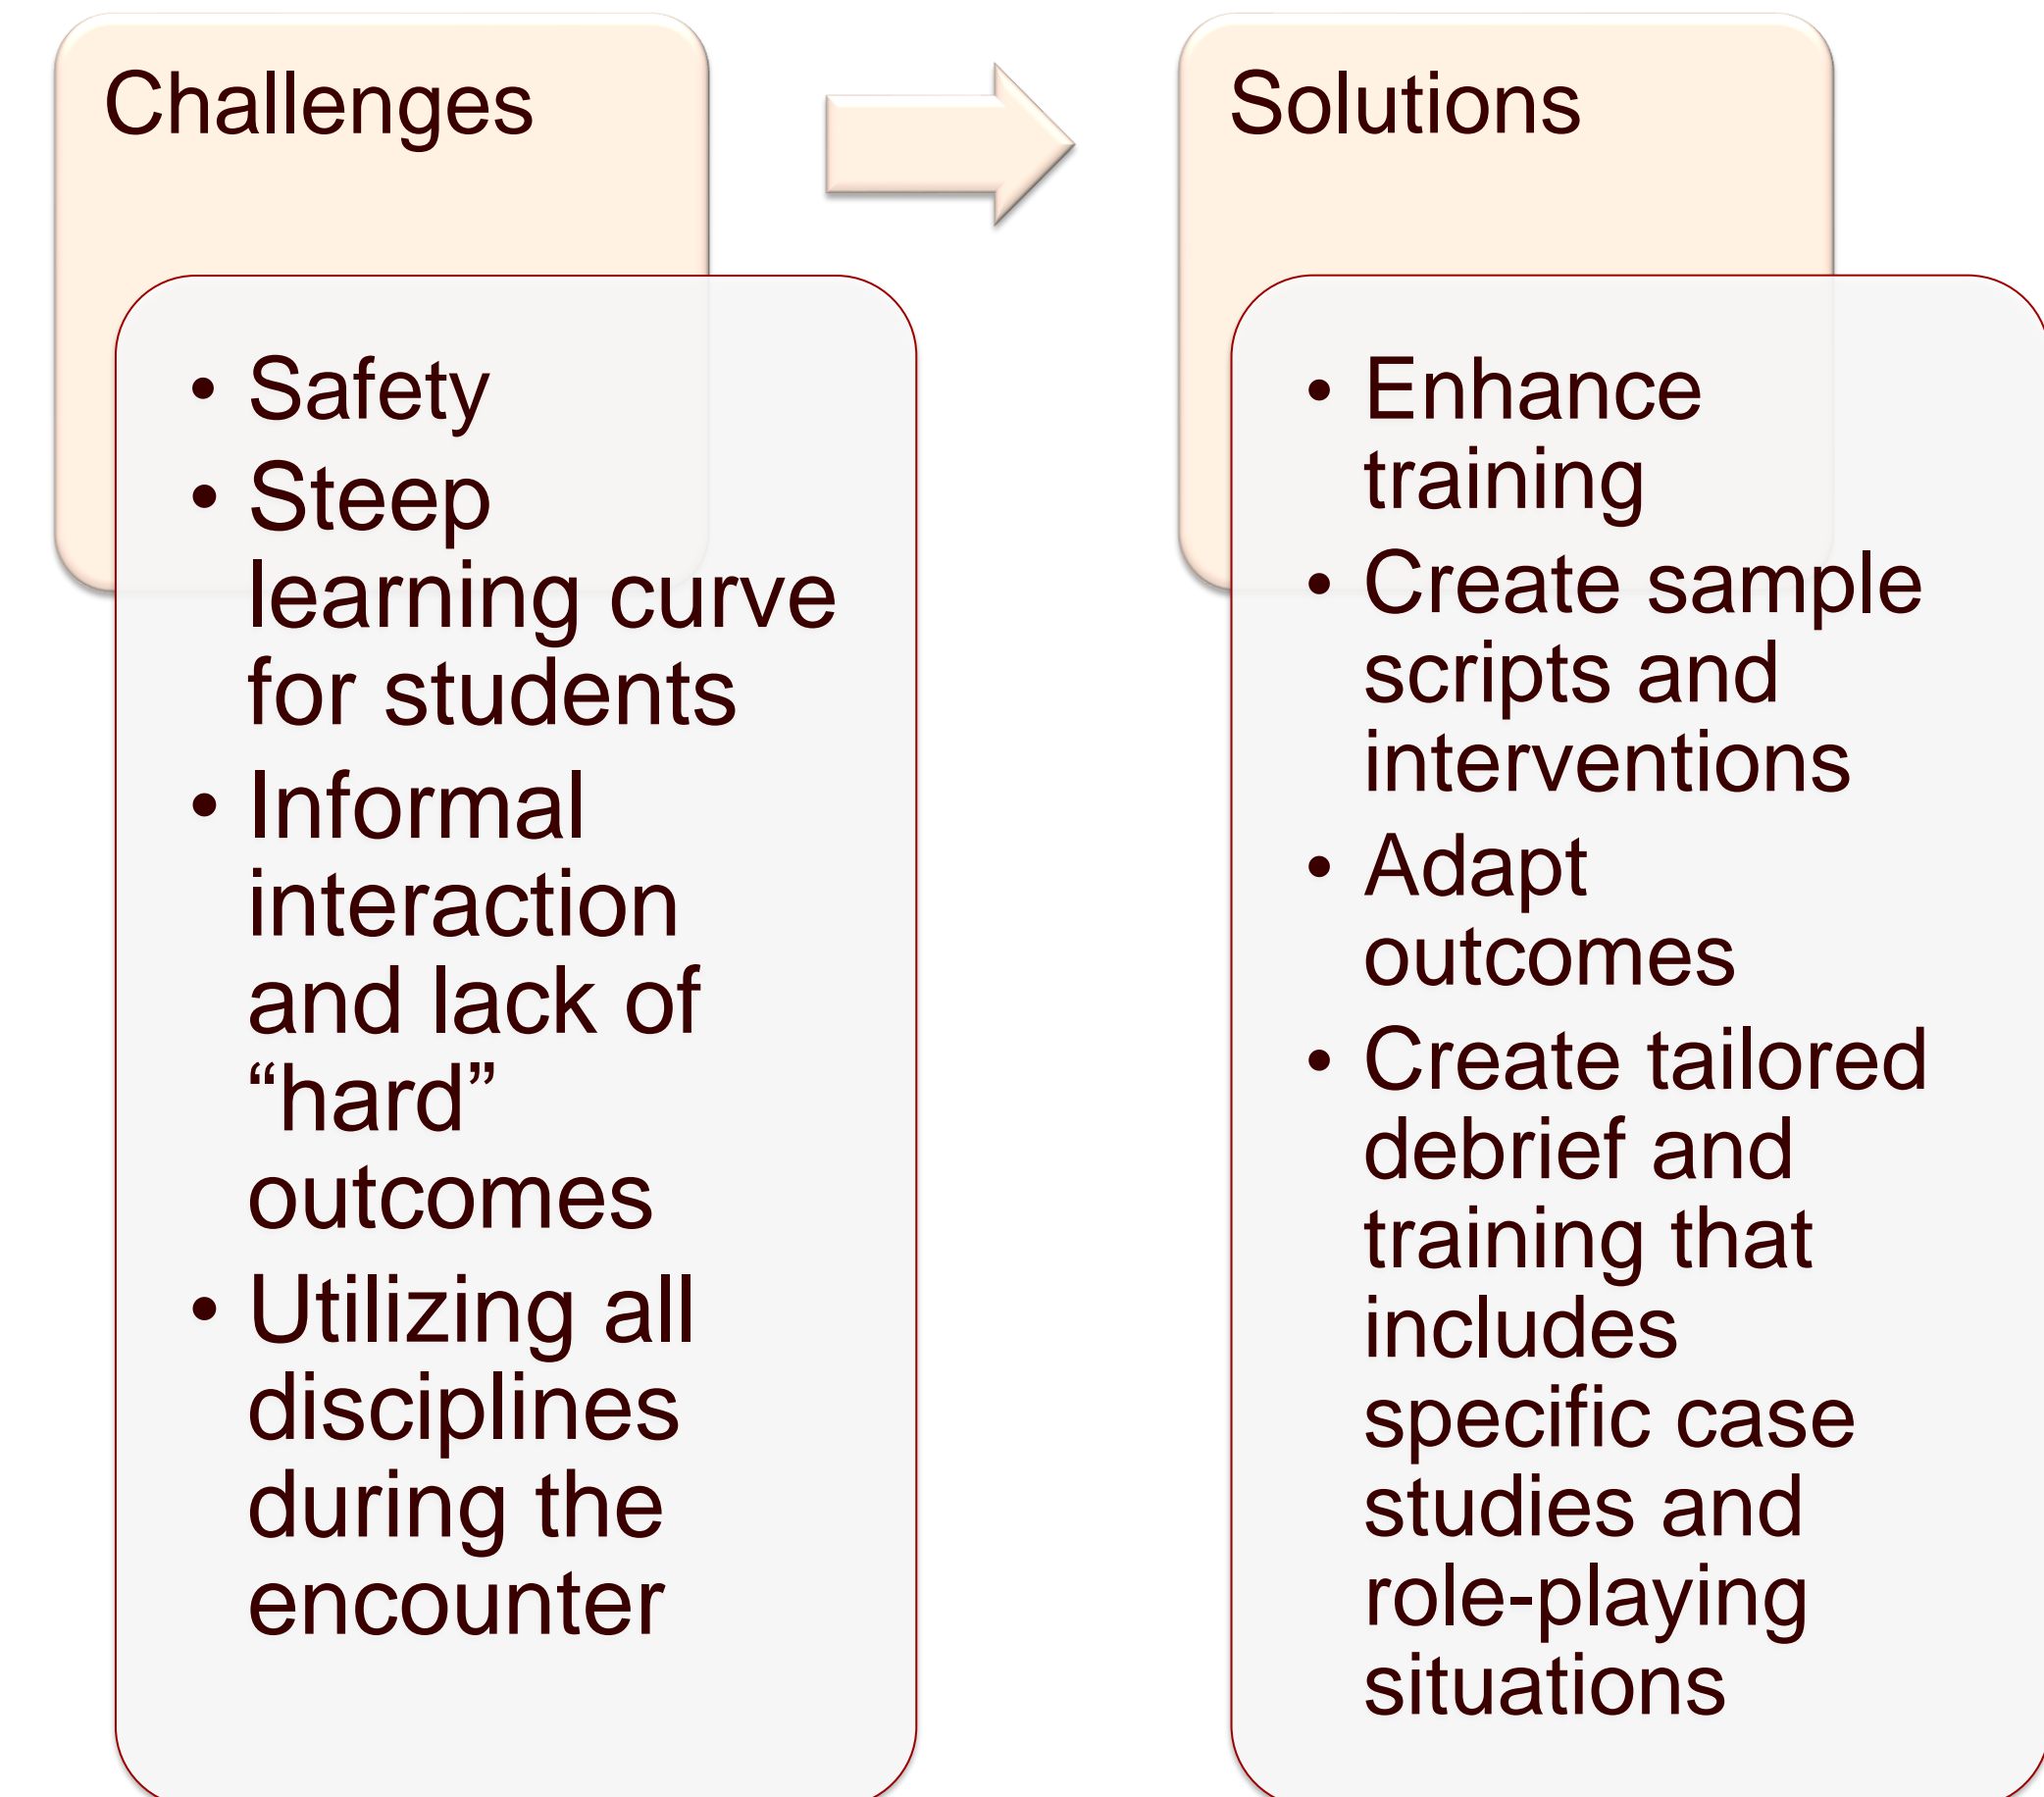 Challenges
• Safety
• Steep
learning curve
for students
• Informal
interaction
and lack of
“hard”
outcomes
• Utilizing all
disciplines
during the
encounter
Solutions
• Enhance
training
• Create sample
scripts and
interventions
• Adapt
outcomes
• Create tailored
debrief and
training that
includes
specific case
studies and
role-playing
situations